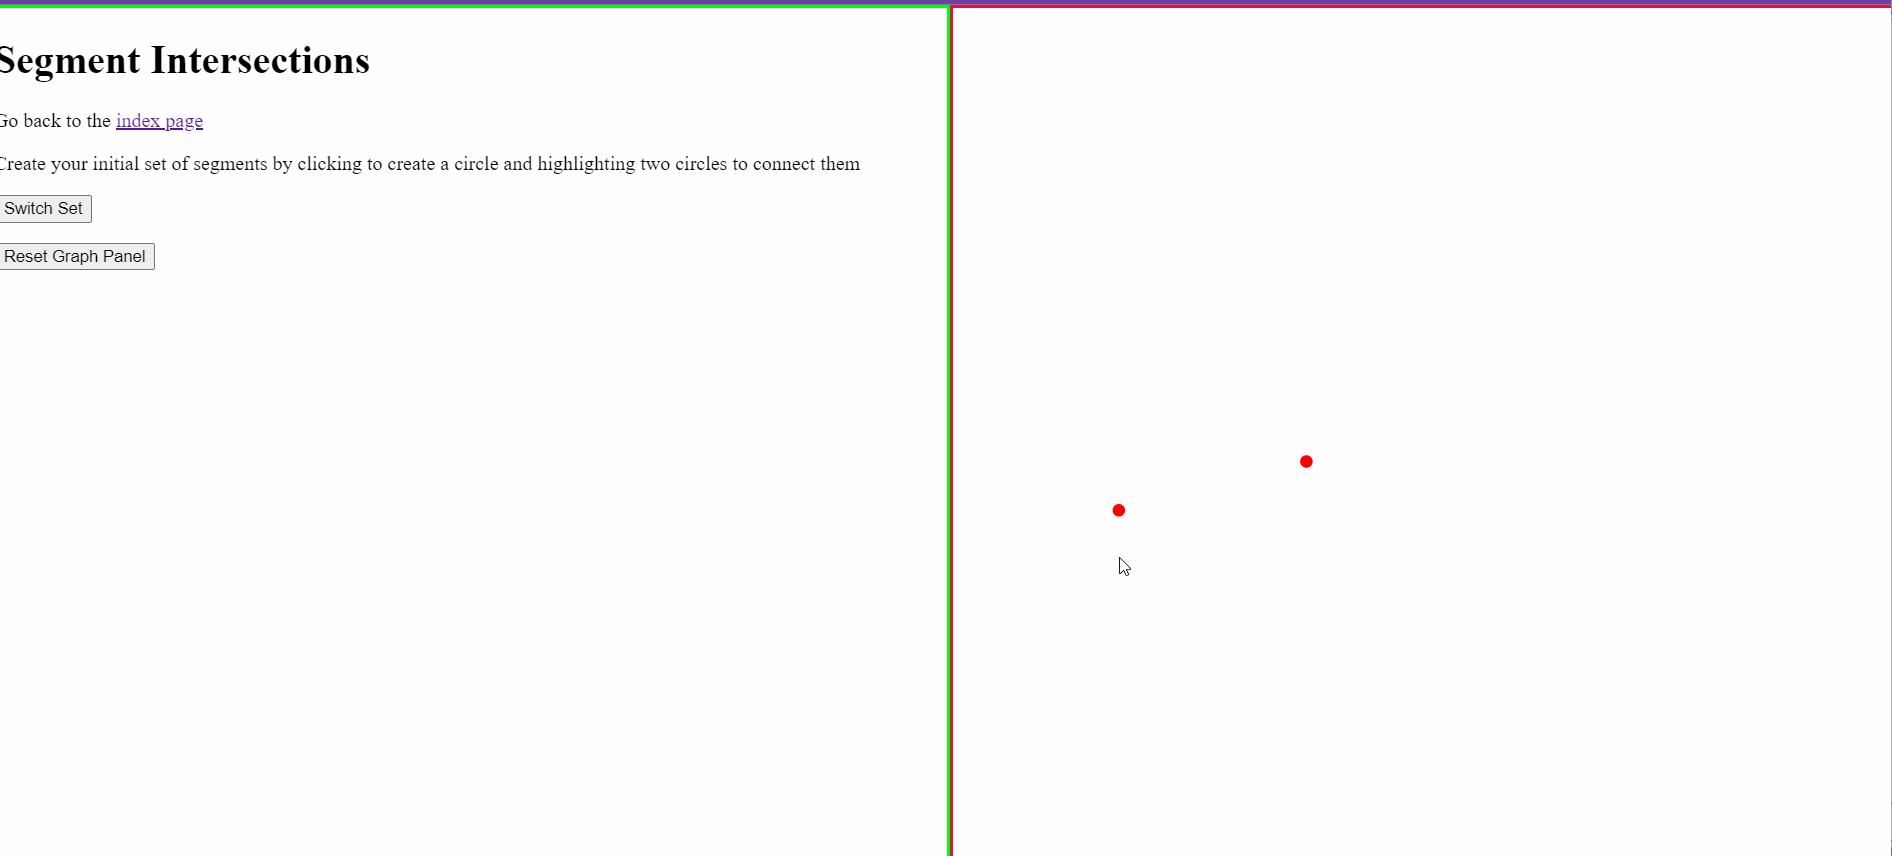 Segment Intersections
Go back to the index page
Create your initial set of segments by clicking to create a circle and highlighting two circles to connect them
Switch Set
Reset Graph Panel